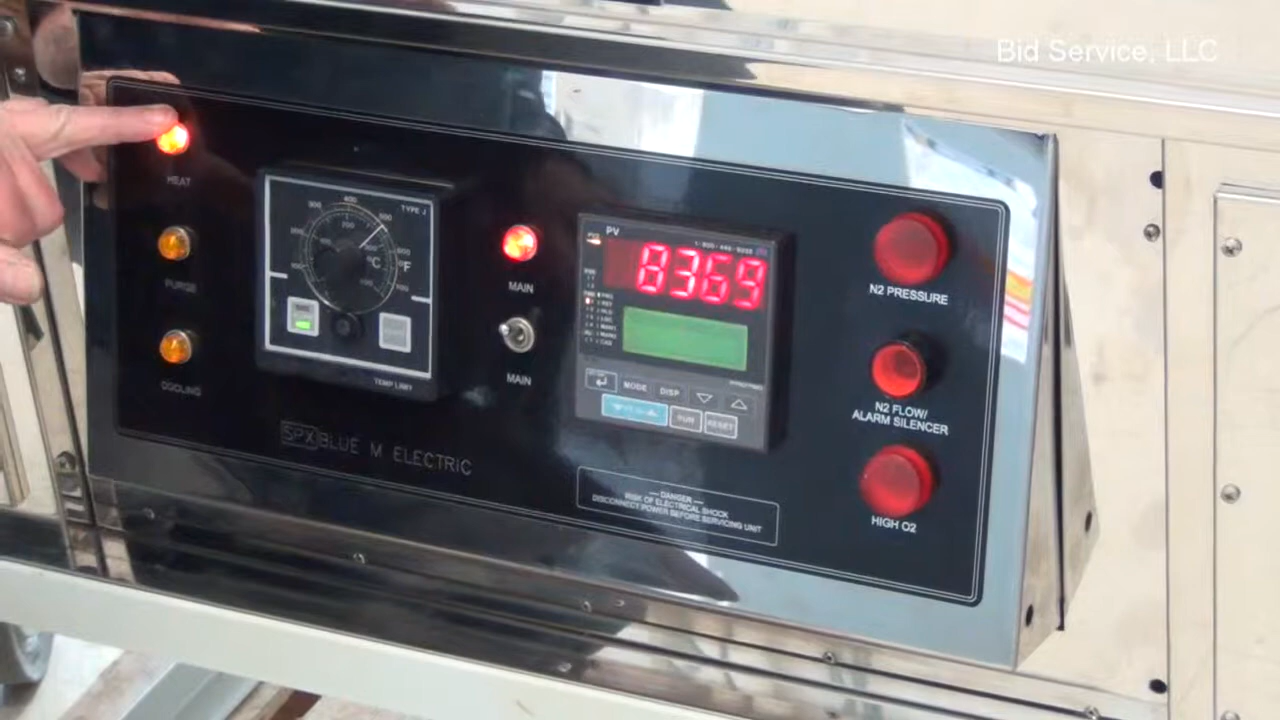 Bid Service, LLC
HEAT
PURGE
COOLING
TYPE J
°C
°F
TEMP LIMIT
MAIN
MAIN
SPX BLUE M ELECTRIC
PV
8369
MODE
DISP
RUN
RESET
— DANGER —
RISK OF ELECTRICAL SHOCK
DISCONNECT POWER BEFORE SERVICING UNIT
N2 PRESSURE
N2 FLOW/
ALARM SILENCER
HIGH O2